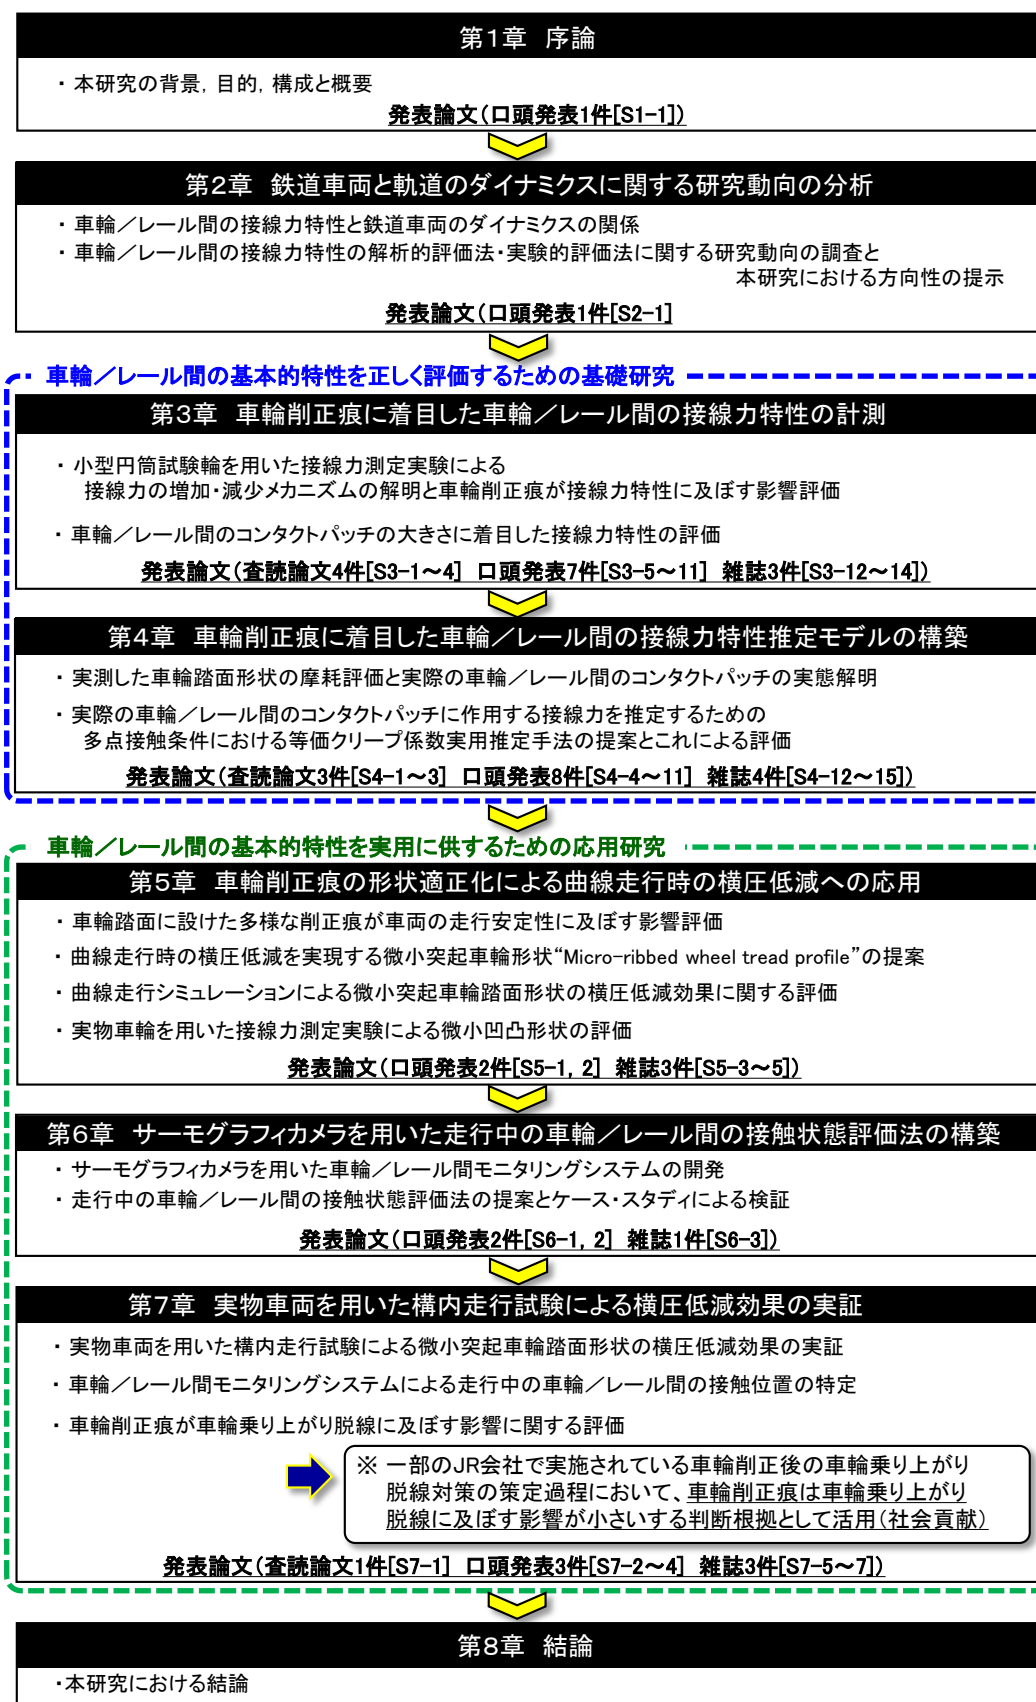 第1章 序論
・本研究の背景, 目的, 構成と概要
発表論文(口頭発表1件[S1-1])
第2章 鉄道車両と軌道のダイナミクスに関する研究動向の分析
・車輪／レール間の接線力特性と鉄道車両のダイナミクスの関係
・車輪／レール間の接線力特性の解析的評価法・実験的評価法に関する研究動向の調査と
本研究における方向性の提示
発表論文(口頭発表1件[S2-1]
車輪／レール間の基本的特性を正しく評価するための基礎研究
第3章 車輪削正痕に着目した車輪／レール間の接線力特性の計測
・小型円筒試験輪を用いた接線力測定実験による
接線力の増加・減少メカニズムの解明と車輪削正痕が接線力特性に及ぼす影響評価
・車輪／レール間のコンタクトパッチの大きさに着目した接線力特性の評価
発表論文(査読論文4件[S3-1～4] 口頭発表7件[S3-5～11] 雑誌3件[S3-12～14])
第4章 車輪削正痕に着目した車輪／レール間の接線力特性推定モデルの構築
・実測した車輪踏面形状の摩耗評価と実際の車輪／レール間のコンタクトパッチの実態解明
・実際の車輪／レール間のコンタクトパッチに作用する接線力を推定するための
多点接触条件における等価クリープ係数実用推定手法の提案とこれによる評価
発表論文(査読論文3件[S4-1～3] 口頭発表8件[S4-4～11] 雑誌4件[S4-12～15])
車輪／レール間の基本的特性を実用に供するための応用研究
第5章 車輪削正痕の形状適正化による曲線走行時の横圧低減への応用
・車輪踏面に設けた多様な削正痕が車両の走行安定性に及ぼす影響評価
・曲線走行時の横圧低減を実現する微小突起車輪形状“Micro-ribbed wheel tread profile”の提案
・曲線走行シミュレーションによる微小突起車輪踏面形状の横圧低減効果に関する評価
・実物車輪を用いた接線力測定実験による微小凹凸形状の評価
発表論文(口頭発表2件[S5-1, 2] 雑誌3件[S5-3～5])
第6章 サーモグラフィカメラを用いた走行中の車輪／レール間の接触状態評価法の構築
・サーモグラフィカメラを用いた車輪／レール間モニタリングシステムの開発
・走行中の車輪／レール間の接触状態評価法の提案とケース・スタディによる検証
発表論文(口頭発表2件[S6-1, 2] 雑誌1件[S6-3])
第7章 実物車両を用いた構内走行試験による横圧低減効果の実証
・実物車両を用いた構内走行試験による微小突起車輪踏面形状の横圧低減効果の実証
・車輪／レール間モニタリングシステムによる走行中の車輪／レール間の接触位置の特定
・車輪削正痕が車輪乗り上がり脱線に及ぼす影響に関する評価
※ 一部のJR会社で実施されている車輪削正後の車輪乗り上がり
脱線対策の策定過程において、車輪削正痕は車輪乗り上がり
脱線に及ぼす影響が小さいする判断根拠として活用(社会貢献)
発表論文(査読論文1件[S7-1] 口頭発表3件[S7-2～4] 雑誌3件[S7-5～7])
第8章 結論
・本研究における結論